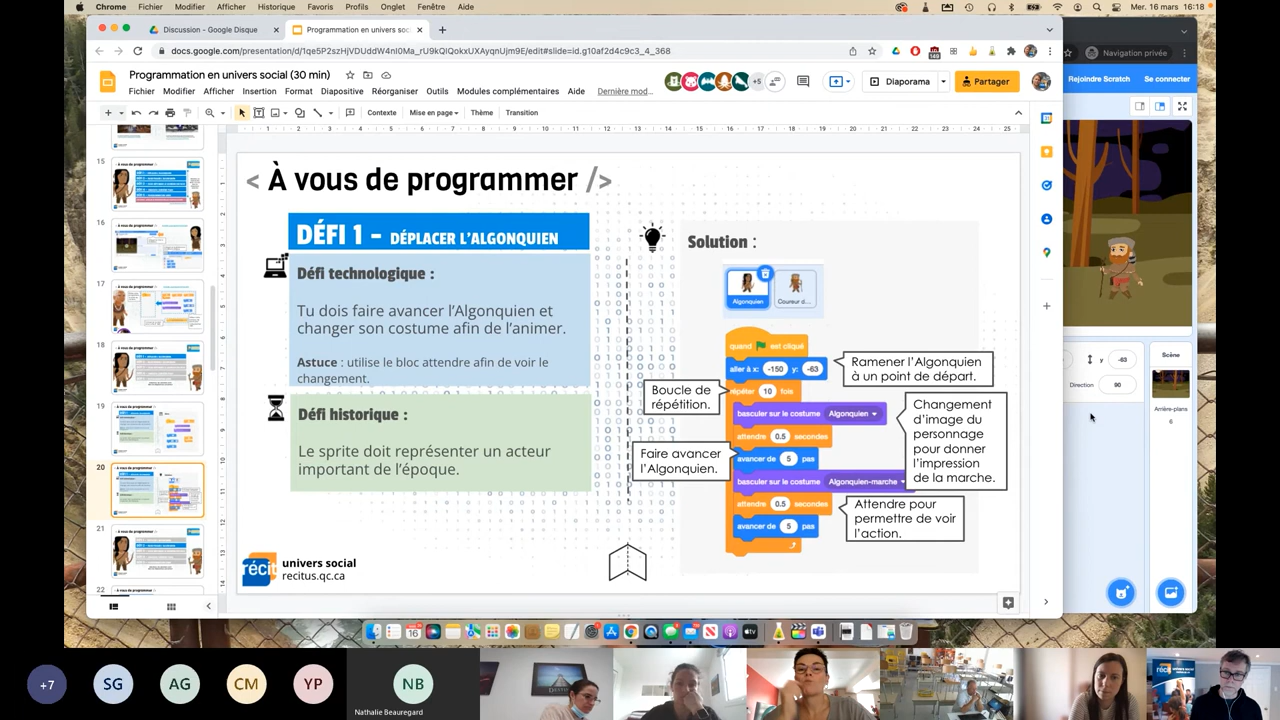 Chrome Fichier Modifier Afficher Historique Favoris Profils Onglet Fenêtre Aide
Mer. 16 mars 16:18
Discussion – Google Disque
Programmation en univers soc
Navigation privée
docs.google.com/presentation/d/1qe5P2szHjVDUddW4nl0Ma_rU9kQlQokxUXAyqnUpI9E/edit#slide=id.g10af2d4c9c3_4_368
Programmation en univers social (30 min)
Rejoindre Scratch Se connecter
Diaporama
Partager
Fichier Modifier Afficher Insertion Format Diapositive Réorganiser Outils Modules complémentaires Aide Dernière mod…
Contexte Mise en page Thème Transition
À vous de programmer
DÉFI 1 - DÉPLACER L'ALGONQUIEN
Défi technologique :
Tu dois faire avancer l'Algonquien et
changer son costume afin de l'animer.
Astuce : utilise le bloc attendre afin de voir le
changement.
Défi historique :
Le sprite doit représenter un acteur
important de l'époque.
récit
univers social
recitus.qc.ca
Solution :
Algonquien
Coureur d...
quand est cliqué
aller à x: -150 y: -63
répéter 10 fois
basculer sur le costume Algonquien
attendre 0.5 secondes
avancer de 5 pas
basculer sur le costume Algonquien-marche
attendre 0.5 secondes
avancer de 5 pas
l'Algonquien
à un point de départ.
Boucle de
répétition.
Faire avancer
l'Algonquien.
Changement
d'image du
personnage
pour donner
l'impression
de la marche.
Attendre pour
permettre de voir
l'action.
15
16
17
18
19
20
21
22
y -63
Direction 90
Scène
Arrière-plans
6
+7
SG
AG
CM
YP
NB
Nathalie Beauregard